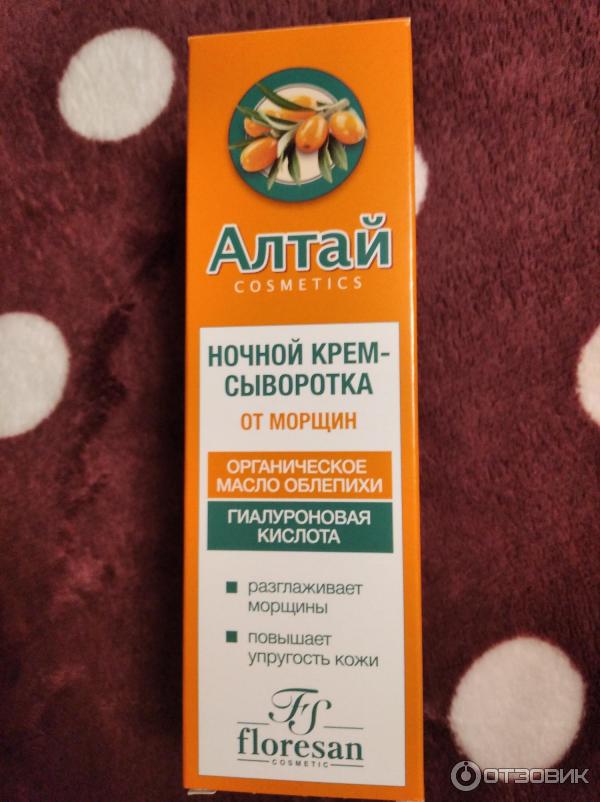 Алтай
COSMETICS
НОЧНОЙ КРЕМ-
СЫВОРОТКА
ОТ МОРЩИН
ОРГАНИЧЕСКОЕ
МАСЛО ОБЛЕПИХИ
ГИАЛУРОНОВАЯ
КИСЛОТА
разглаживает
морщины
повышает
упругость кожи
FS
floresan
COSMETIC
ОТЗОВИК